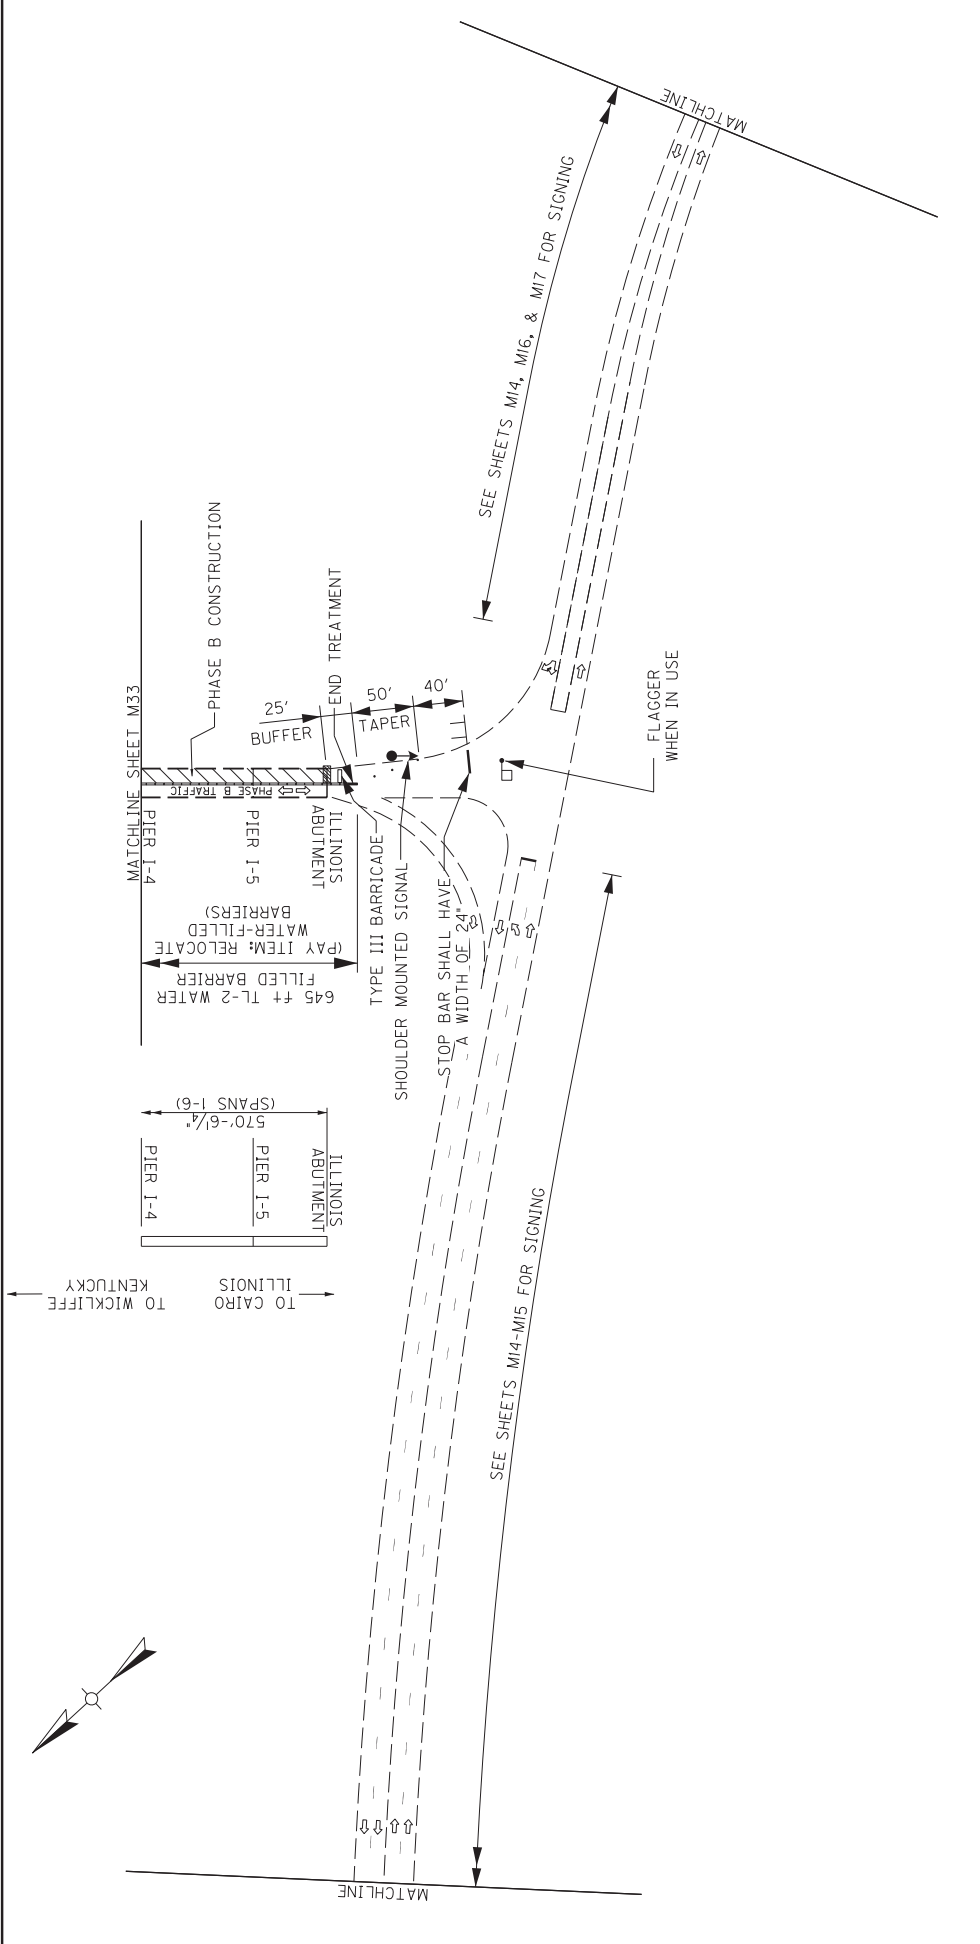 MATCHLINE
SEE SHEETS M14, M16, & M17 FOR SIGNING
MATCHLINE SHEET M33
PHASE B CONSTRUCTION
END TREATMENT
25'
BUFFER
50'
TAPER
40'
FLAGGER
WHEN IN USE
PHASE B TRAFFIC
PIER I-4
PIER I-5
ILLINOIS
ABUTMENT
TYPE III BARRICADE
SHOULDER MOUNTED SIGNAL
STOP BAR SHALL HAVE
A WIDTH OF 24"
645 ft TL-2 WATER
FILLED BARRIER
(PAY ITEM: RELOCATE
WATER-FILLED
BARRIERS)
570'-6¼"
(SPANS 1-6)
PIER I-4
PIER I-5
ILLINOIS
ABUTMENT
TO WICKLIFFE
KENTUCKY
TO CAIRO
ILLINOIS
SEE SHEETS M14-M15 FOR SIGNING
MATCHLINE